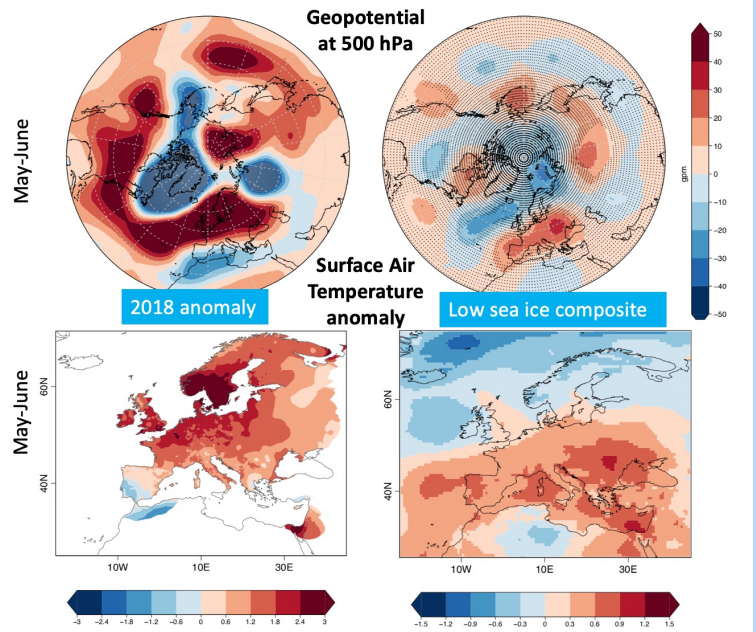 Geopotential
at 500 hPa
May-June
50
40
30
20
10
0
−10
−20
−30
−40
−50
gpm
Surface Air
Temperature
anomaly
2018 anomaly
Low sea ice composite
May-June
60N
40N
10W
10E
30E
60N
40N
10W
10E
30E
−3
−2.4
−1.8
−1.2
−0.6
0
0.6
1.2
1.8
2.4
3
−1.5
−1.2
−0.9
−0.6
−0.3
0
0.3
0.6
0.9
1.2
1.5